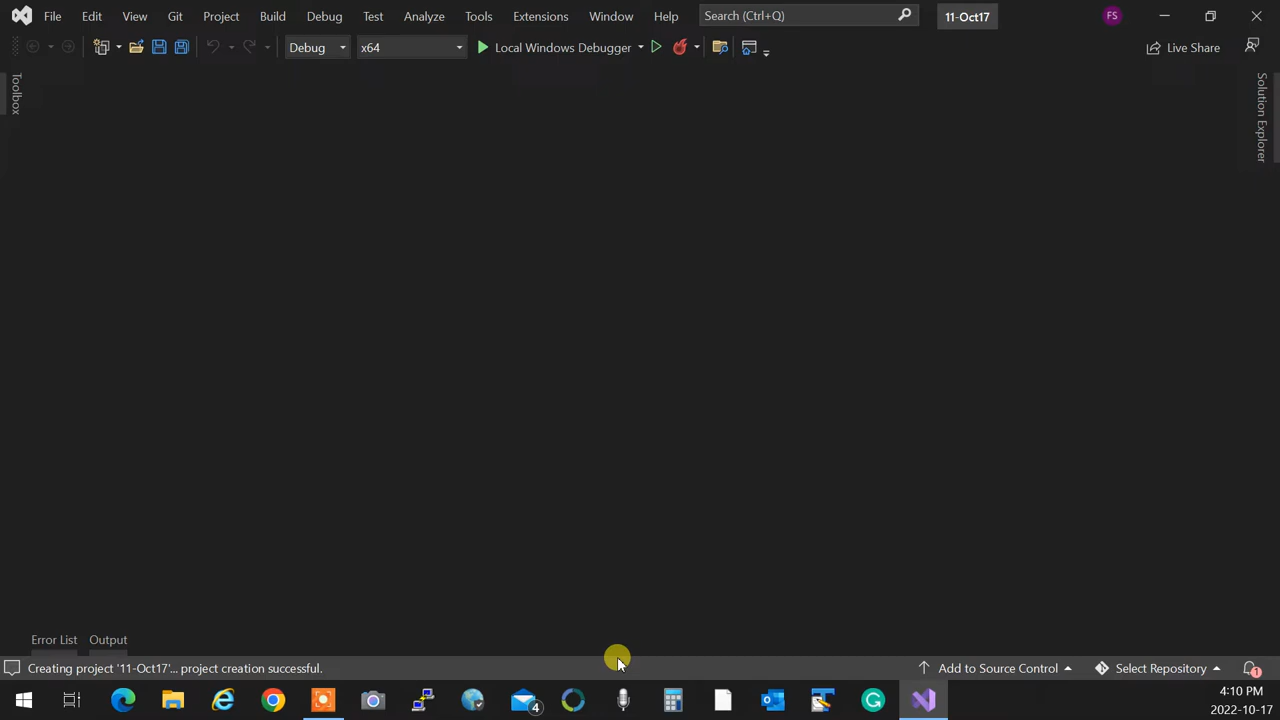 File Edit View Git Project Build Debug Test Analyze Tools Extensions Window Help Search (Ctrl+Q) 11-Oct17 FS
Debug x64 Local Windows Debugger Live Share
Toolbox
Solution Explorer
Error List Output
Creating project '11-Oct17'... project creation successful. Add to Source Control Select Repository 1
4 G
4:10 PM
2022-10-17